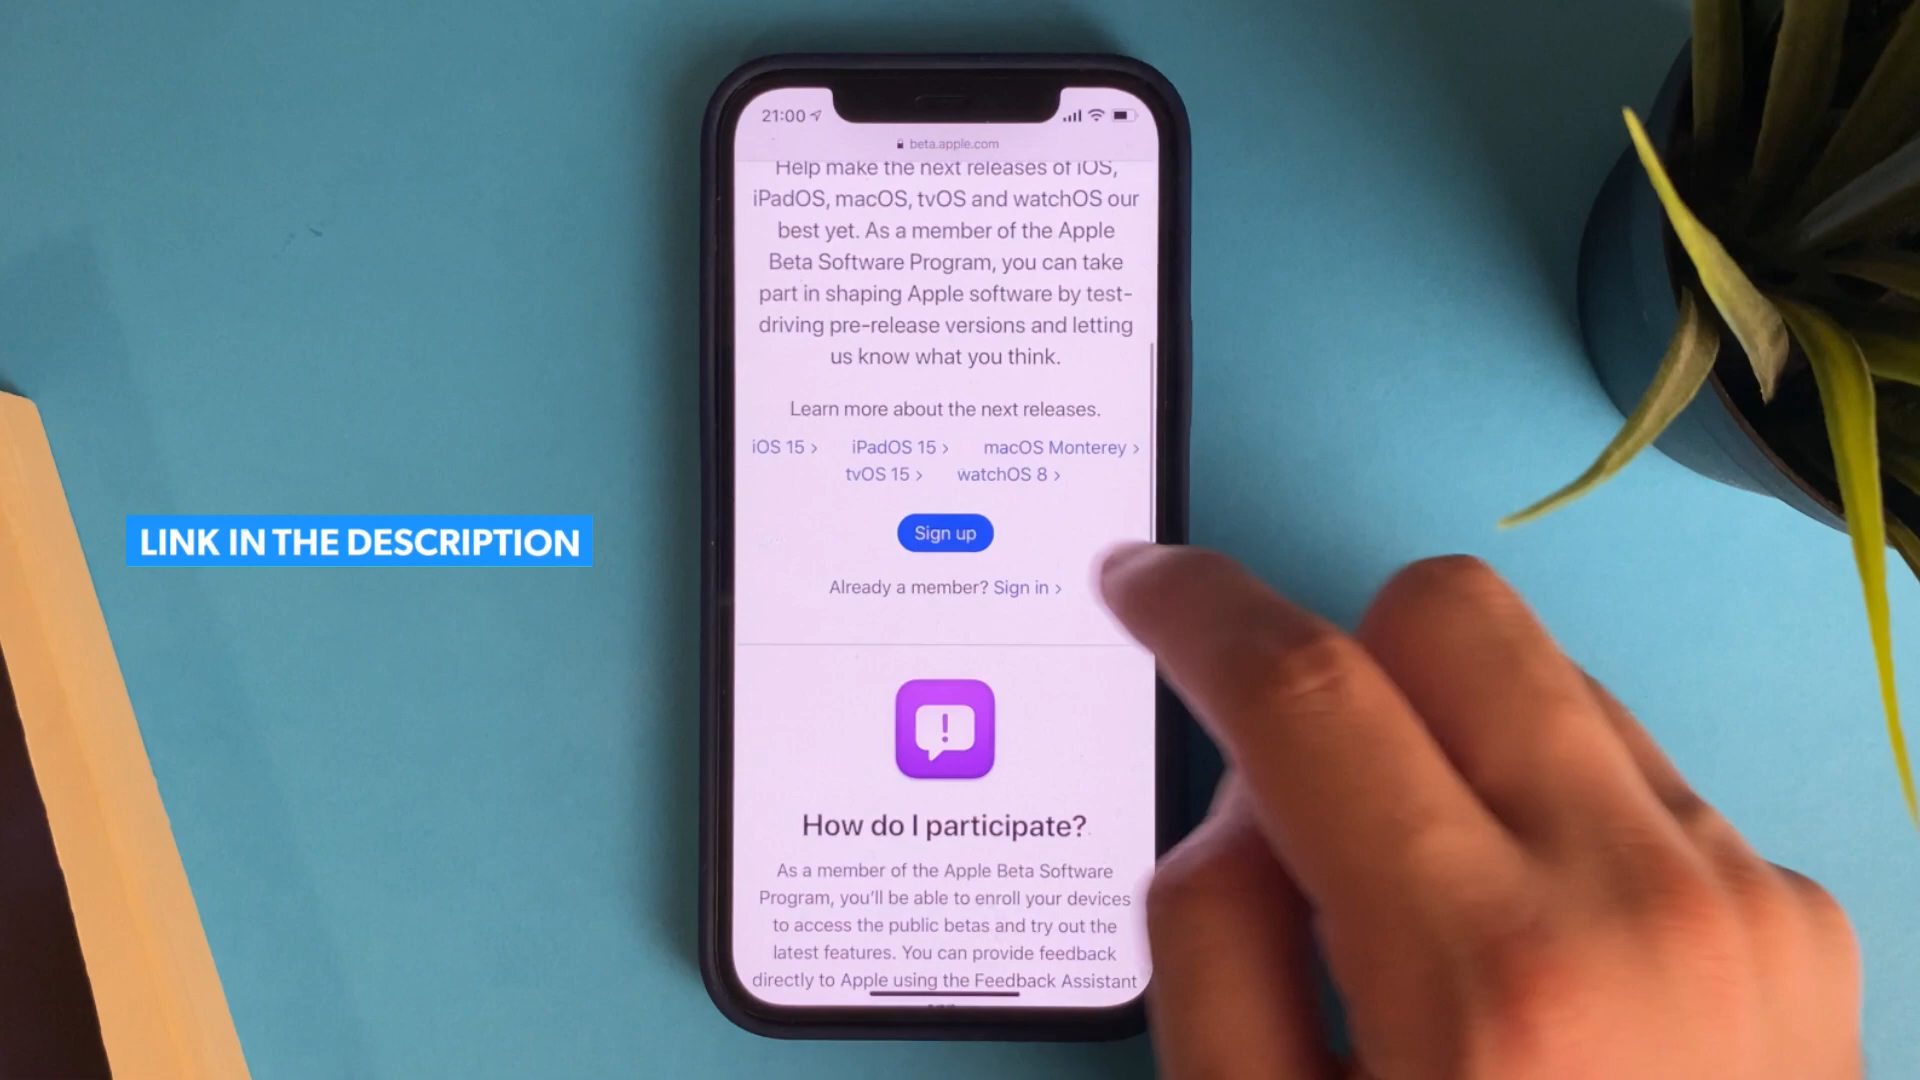 21:00
beta.apple.com
Help make the next releases of iOS,
iPadOS, macOS, tvOS and watchOS our
best yet. As a member of the Apple
Beta Software Program, you can take
part in shaping Apple software by test-
driving pre-release versions and letting
us know what you think.
Learn more about the next releases.
iOS 15 > iPadOS 15 > macOS Monterey >
tvOS 15 > watchOS 8 >
LINK IN THE DESCRIPTION
Sign up
Already a member? Sign in >
!
How do I participate?
As a member of the Apple Beta Software
Program, you'll be able to enroll your devices
to access the public betas and try out the
latest features. You can provide feedback
directly to Apple using the Feedback Assistant